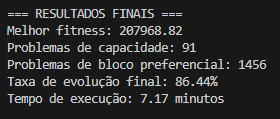 === RESULTADOS FINAIS ===
Melhor fitness: 207968.82
Problemas de capacidade: 91
Problemas de bloco preferencial: 1456
Taxa de evolução final: 86.44%
Tempo de execução: 7.17 minutos